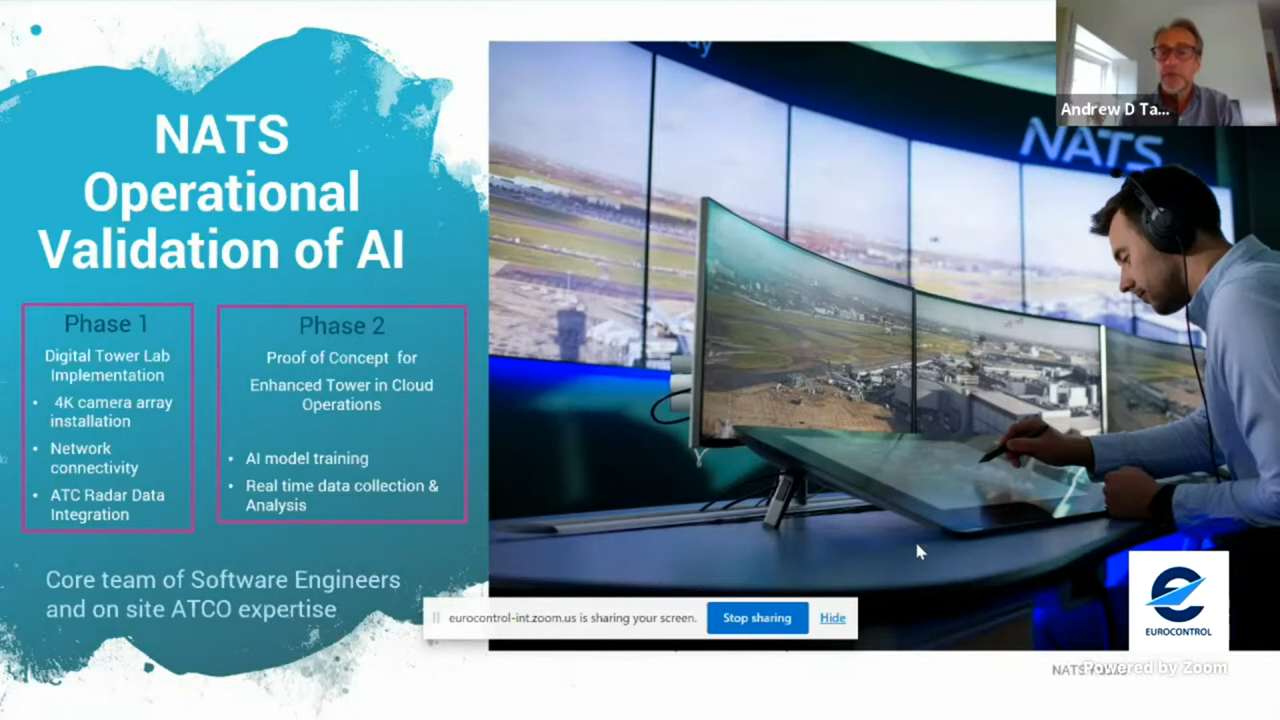 NATS
Operational
Validation of AI
Phase 1
Digital Tower Lab
Implementation
• 4K camera array
installation
• Network
connectivity
• ATC Radar Data
Integration
Phase 2
Proof of Concept for
Enhanced Tower in Cloud
Operations
• AI model training
• Real time data collection &
Analysis
Core team of Software Engineers
and on site ATCO expertise
NATS
Andrew D Ta...
eurocontrol-int.zoom.us is sharing your screen.
Stop sharing
Hide
EUROCONTROL
NATS
Powered by Zoom